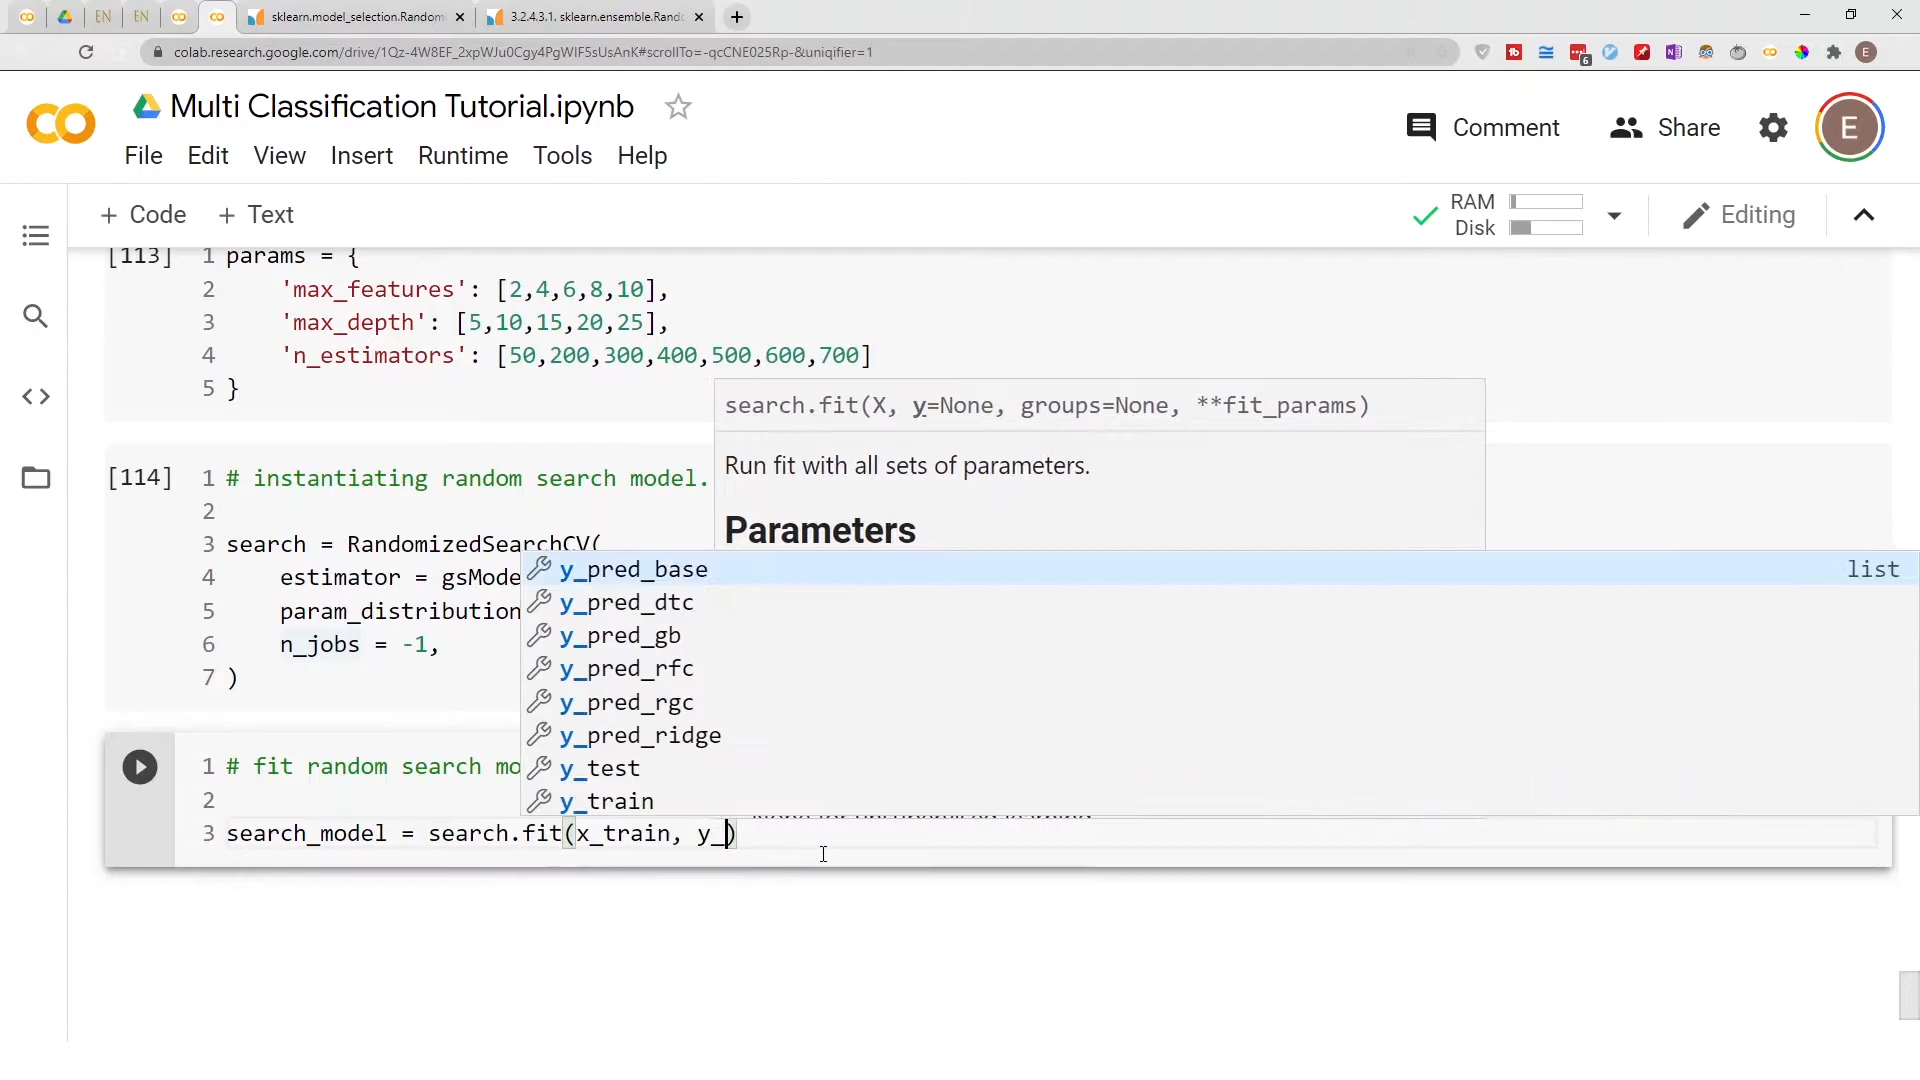 sklearn.model_selection.Random
3.2.4.3.1. sklearn.ensemble.Rand
colab.research.google.com/drive/1Qz-4W8EF_2xpWJu0Cgy4PgWIF5sUsAnK#scrollTo=-qcCNE025Rp-&uniqifier=1
Multi Classification Tutorial.ipynb
Comment
Share
E
File Edit View Insert Runtime Tools Help
+ Code + Text
RAM
Disk
Editing
[113] 1 params = {
2 'max_features': [2,4,6,8,10],
3 'max_depth': [5,10,15,20,25],
4 'n_estimators': [50,200,300,400,500,600,700]
5 }
search.fit(X, y=None, groups=None, **fit_params)
Run fit with all sets of parameters.
Parameters
[114] 1 # instantiating random search model.
2
3 search = RandomizedSearchCV(
4 estimator = gsMode
5 param_distribution
6 n_jobs = -1,
7 )
y_pred_base list
y_pred_dtc
y_pred_gb
y_pred_rfc
y_pred_rgc
y_pred_ridge
y_test
y_train
1 # fit random search mo
2
3 search_model = search.fit(x_train, y_)